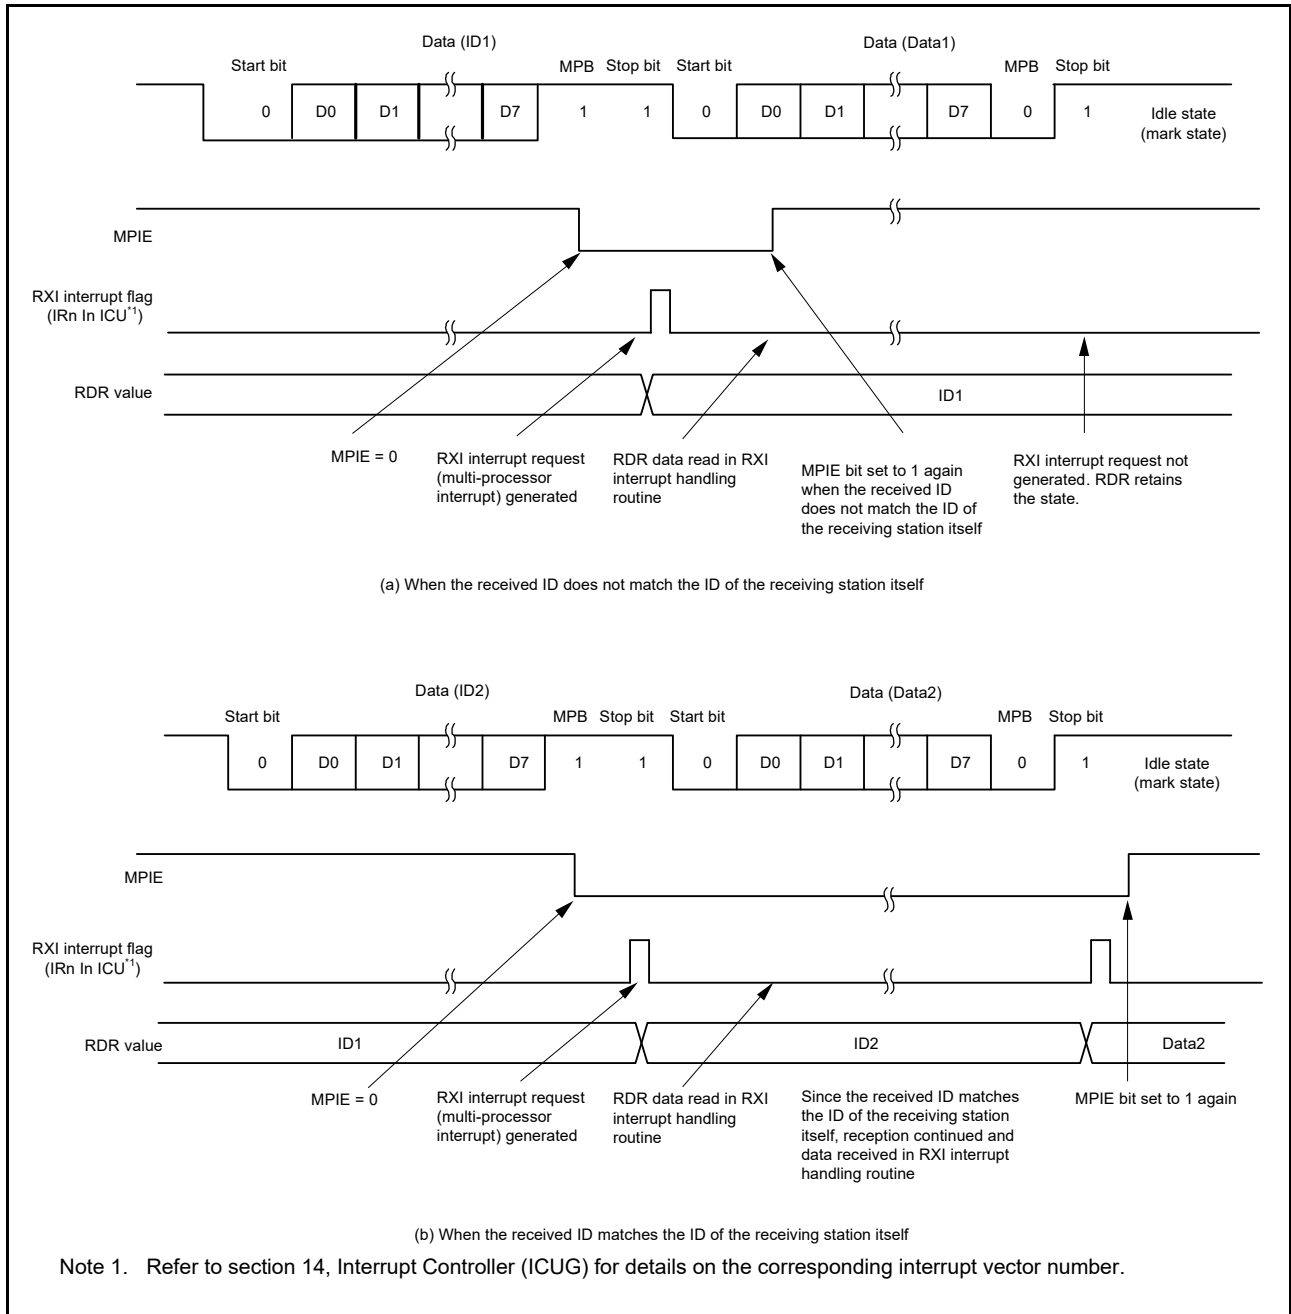 Data (ID1) Data (Data1)
Start bit MPB Stop bit Start bit MPB Stop bit
0 D0 D1 D7 1 1 0 D0 D1 D7 0 1 Idle state
(mark state)
MPIE
RXI interrupt flag
(IRn In ICU*1)
RDR value ID1
MPIE = 0
RXI interrupt request
(multi-processor
interrupt) generated
RDR data read in RXI
interrupt handling
routine
MPIE bit set to 1 again
when the received ID
does not match the ID of
the receiving station itself
RXI interrupt request not
generated. RDR retains
the state.
(a) When the received ID does not match the ID of the receiving station itself
Data (ID2) Data (Data2)
Start bit MPB Stop bit Start bit MPB Stop bit
0 D0 D1 D7 1 1 0 D0 D1 D7 0 1 Idle state
(mark state)
MPIE
RXI interrupt flag
(IRn In ICU*1)
RDR value ID1 ID2 Data2
MPIE = 0
RXI interrupt request
(multi-processor
interrupt) generated
RDR data read in RXI
interrupt handling
routine
Since the received ID matches
the ID of the receiving station
itself, reception continued and
data received in RXI interrupt
handling routine
MPIE bit set to 1 again
(b) When the received ID matches the ID of the receiving station itself
Note 1. Refer to section 14, Interrupt Controller (ICUG) for details on the corresponding interrupt vector number.